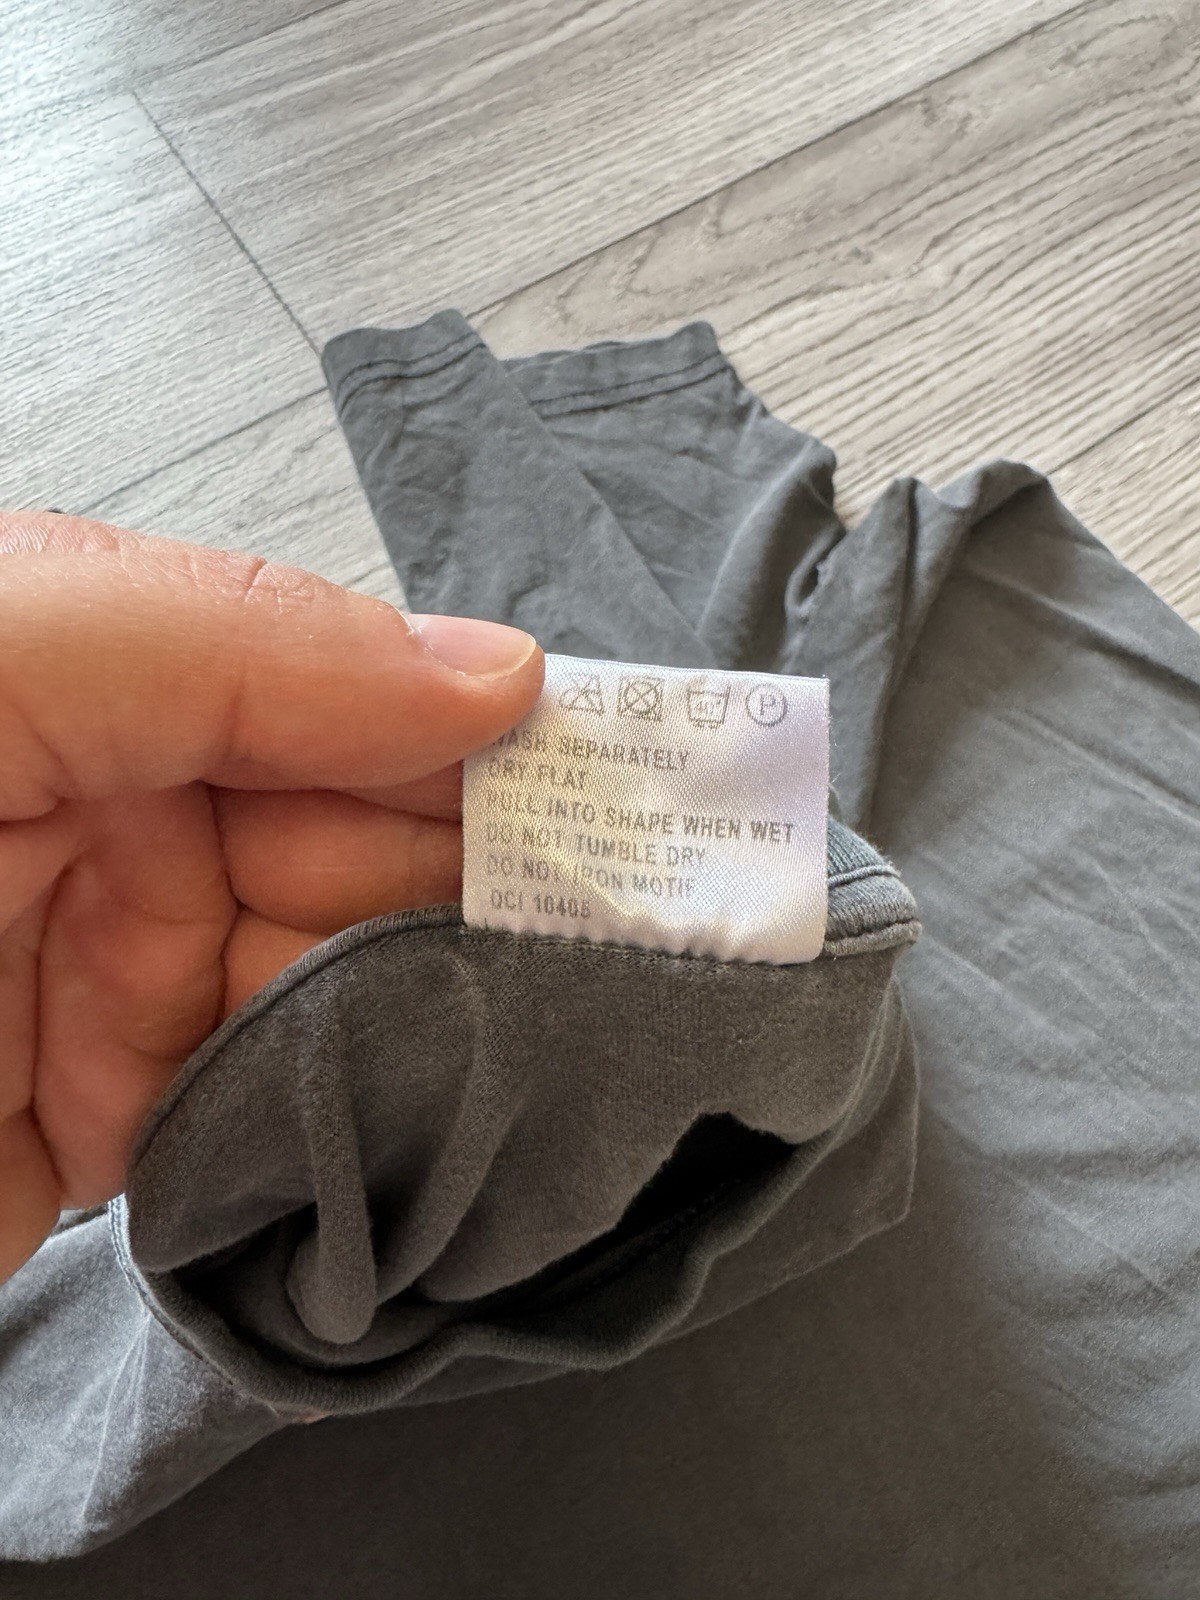 40° P
WASH SEPARATELY
DRY FLAT
PULL INTO SHAPE WHEN WET
DO NOT TUMBLE DRY
DO NOT IRON MOTIF
QCI 10405